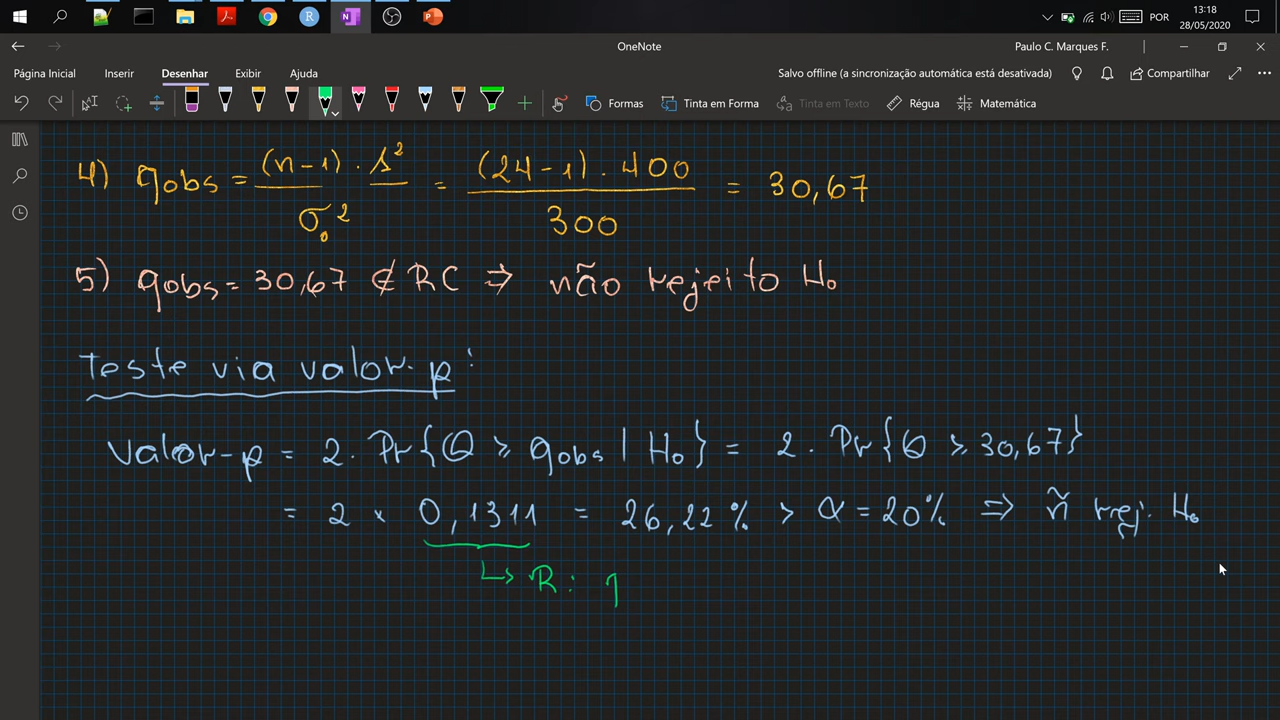 13:18
POR
28/05/2020
OneNote
Paulo C. Marques F.
Página Inicial Inserir Desenhar Exibir Ajuda
Salvo offline (a sincronização automática está desativada)
Compartilhar
Formas
Tinta em Forma
Tinta em Texto
Régua
Matemática
4) qobs = (n-1) . s² / σ₀² = (24-1) . 400 / 300 = 30,67
5) qobs = 30,67 ∉ RC ⇒ não rejeito H₀
Teste via valor-p:
Valor-p = 2. Pr{Q ≥ qobs | H₀} = 2. Pr{Q ≥ 30,67}
= 2 × 0,1311 = 26,22% > α = 20% ⇒ ñ rej. H₀
↳ R: 1